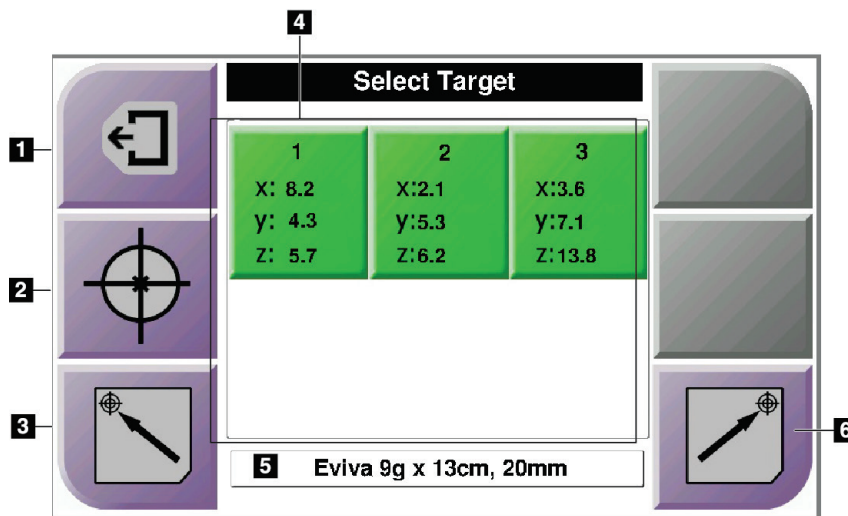 4
Select Target
1
2
3
1
x: 8.2
y: 4.3
z: 5.7
2
x:2.1
y:5.3
z:6.2
3
x:3.6
y:7.1
z:13.8
5 Eviva 9g x 13cm, 20mm
6